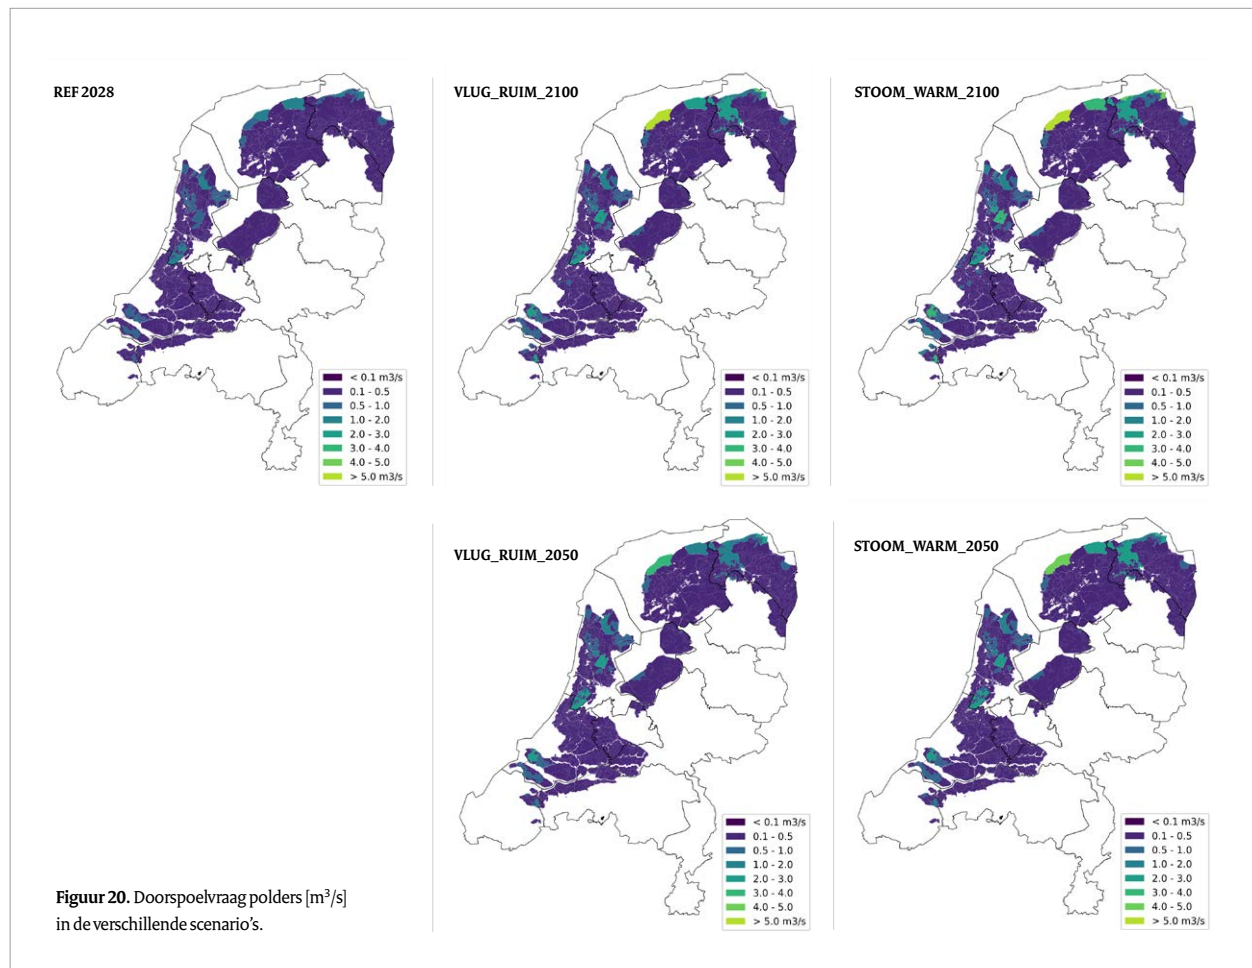 REF 2028
< 0.1 m3/s
0.1 - 0.5
0.5 - 1.0
1.0 - 2.0
2.0 - 3.0
3.0 - 4.0
4.0 - 5.0
> 5.0 m3/s
VLUG_RUIM_2100
< 0.1 m3/s
0.1 - 0.5
0.5 - 1.0
1.0 - 2.0
2.0 - 3.0
3.0 - 4.0
4.0 - 5.0
> 5.0 m3/s
STOOM_WARM_2100
< 0.1 m3/s
0.1 - 0.5
0.5 - 1.0
1.0 - 2.0
2.0 - 3.0
3.0 - 4.0
4.0 - 5.0
> 5.0 m3/s
VLUG_RUIM_2050
< 0.1 m3/s
0.1 - 0.5
0.5 - 1.0
1.0 - 2.0
2.0 - 3.0
3.0 - 4.0
4.0 - 5.0
> 5.0 m3/s
STOOM_WARM_2050
< 0.1 m3/s
0.1 - 0.5
0.5 - 1.0
1.0 - 2.0
2.0 - 3.0
3.0 - 4.0
4.0 - 5.0
> 5.0 m3/s
Figuur 20. Doorspoelvraag polders [m³/s]
in de verschillende scenario's.